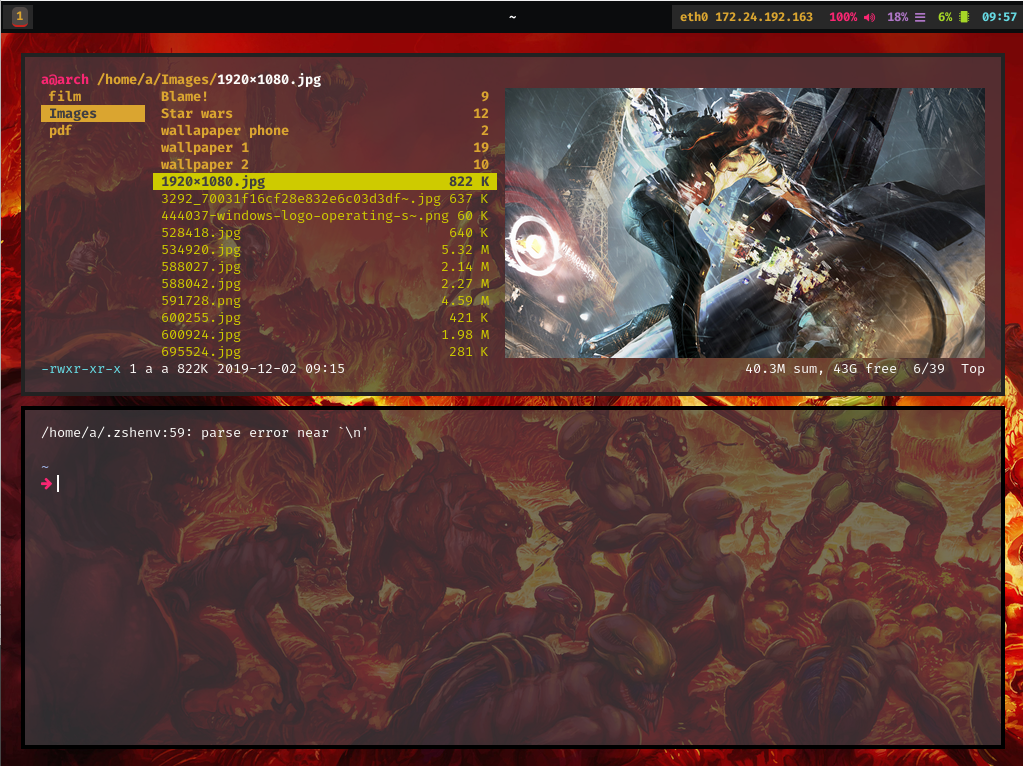 1 ~ eth0 172.24.192.163 100% 18% 6% 09:57
a@arch /home/a/Images/1920×1080.jpg
film Blame! 9
Images Star wars 12
pdf wallapaper phone 2
wallpaper 1 19
wallpaper 2 10
1920×1080.jpg 822 K
3292_70031f16cf28e832e6c03d3df~.jpg 637 K
444037-windows-logo-operating-s~.png 60 K
528418.jpg 640 K
534920.jpg 5.32 M
588027.jpg 2.14 M
588042.jpg 2.27 M
591728.png 4.59 M
600255.jpg 421 K
600924.jpg 1.98 M
695524.jpg 281 K
-rwxr-xr-x 1 a a 822K 2019-12-02 09:15 40.3M sum, 43G free 6/39 Top
/home/a/.zshenv:59: parse error near `\n'
~
➜